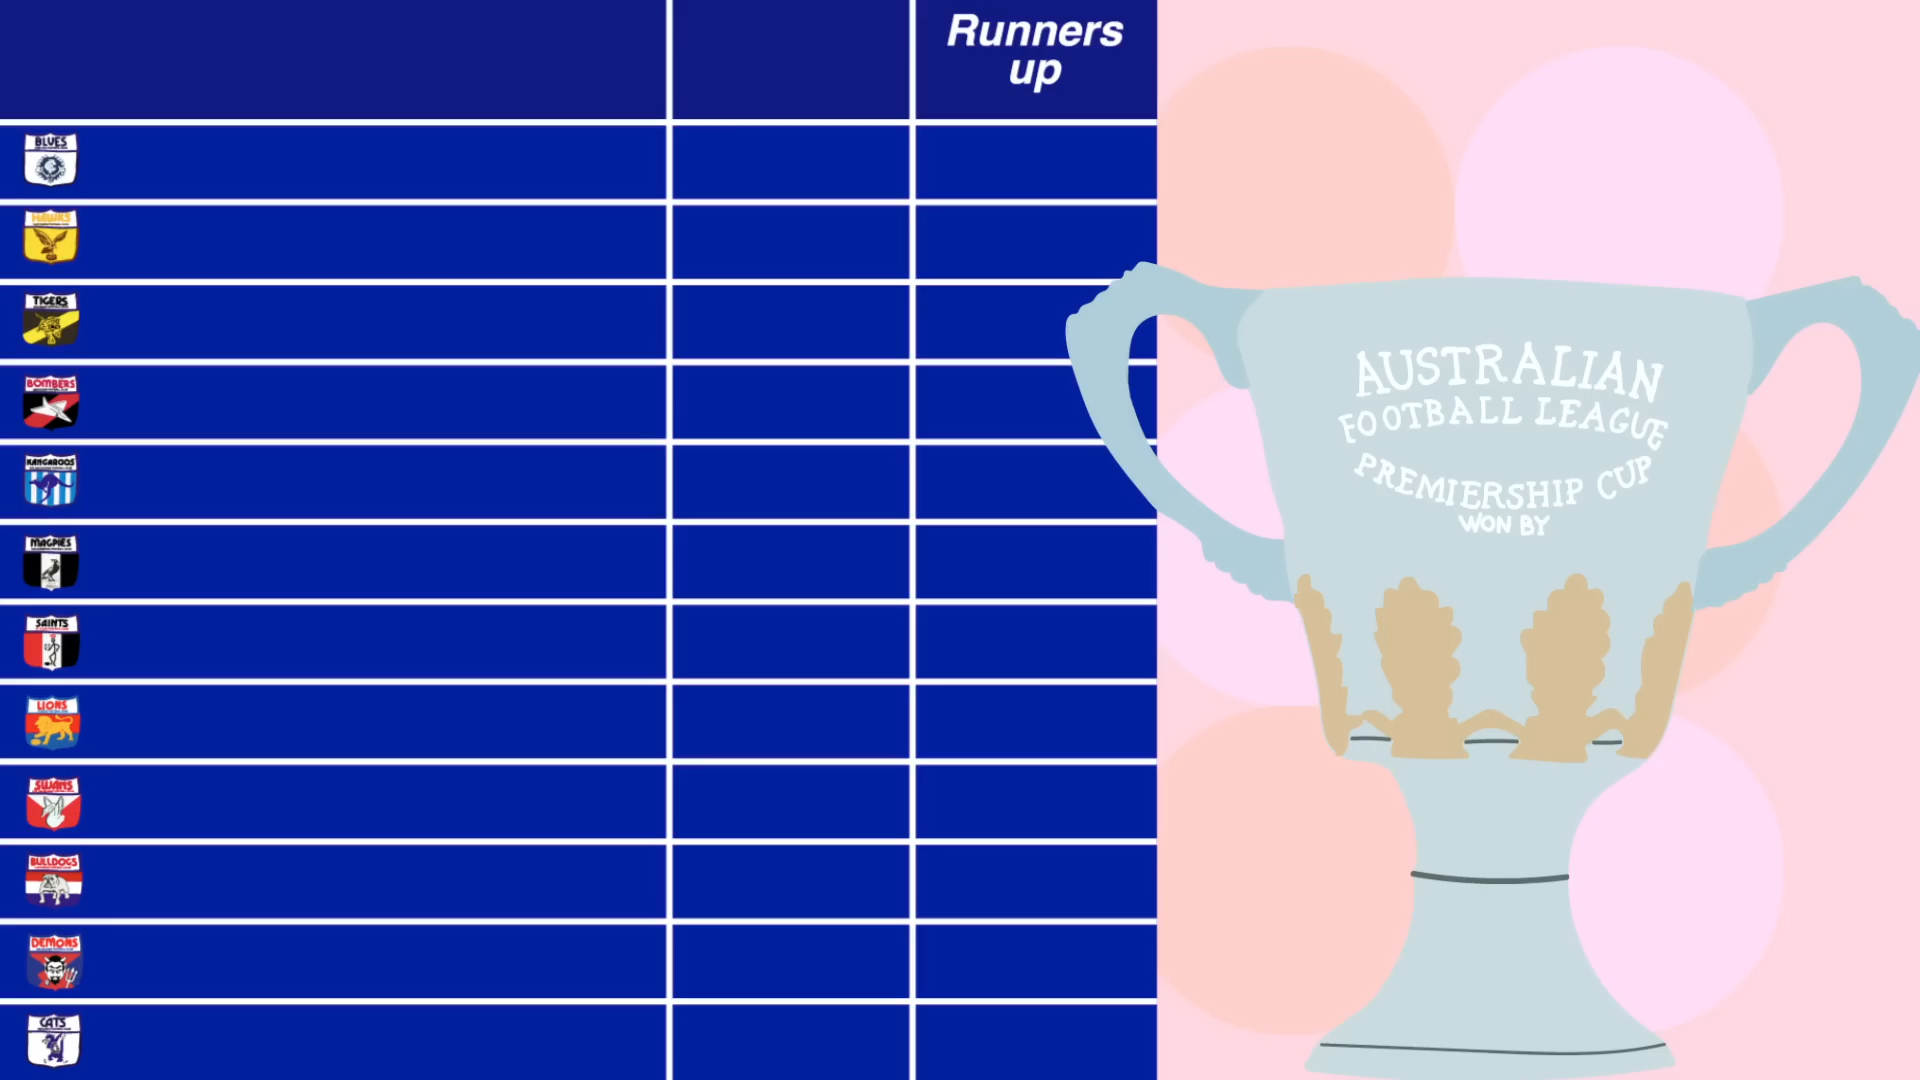 Runners
up
BLUES
HAWKS
TIGERS
BOMBERS
KANGAROOS
MAGPIES
SAINTS
LIONS
SWANS
BULLDOGS
DEMONS
CATS
AUSTRALIAN
FOOTBALL LEAGUE
PREMIERSHIP CUP
WON BY